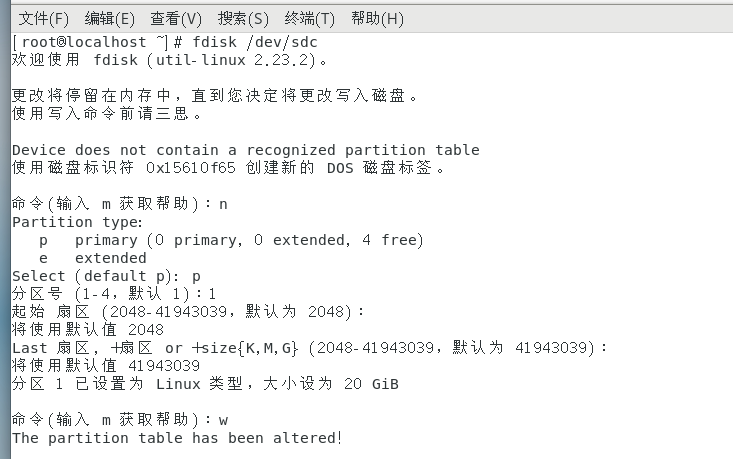 文件(F) 编辑(E) 查看(V) 搜索(S) 终端(T) 帮助(H)
[root@localhost ~]# fdisk /dev/sdc
欢迎使用 fdisk (util-linux 2.23.2)。
更改将停留在内存中，直到您决定将更改写入磁盘。
使用写入命令前请三思。
Device does not contain a recognized partition table
使用磁盘标识符 0x15610f65 创建新的 DOS 磁盘标签。
命令(输入 m 获取帮助)：n
Partition type:
p primary (0 primary, 0 extended, 4 free)
e extended
Select (default p): p
分区号 (1-4，默认 1)：1
起始 扇区 (2048-41943039，默认为 2048)：
将使用默认值 2048
Last 扇区, +扇区 or +size{K,M,G} (2048-41943039，默认为 41943039)：
将使用默认值 41943039
分区 1 已设置为 Linux 类型，大小设为 20 GiB
命令(输入 m 获取帮助)：w
The partition table has been altered!